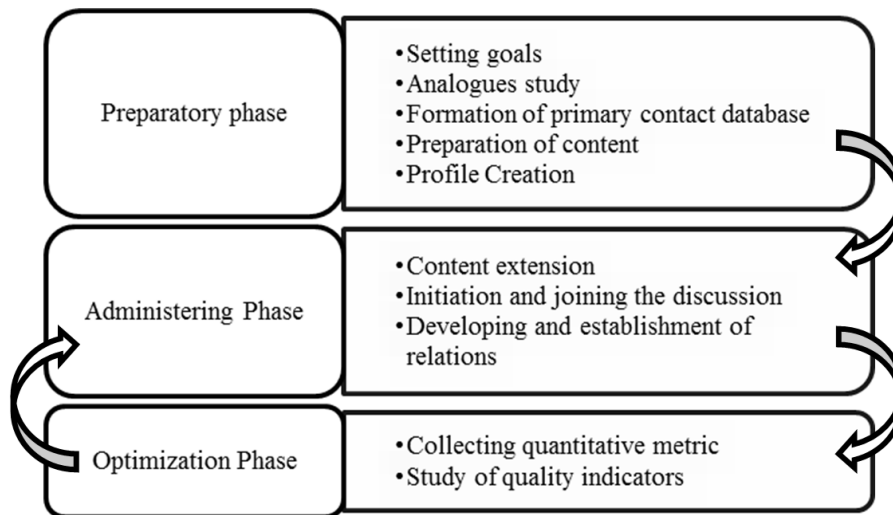 Preparatory phase
•Setting goals
•Analogues study
•Formation of primary contact database
•Preparation of content
•Profile Creation
Administering Phase
•Content extension
•Initiation and joining the discussion
•Developing and establishment of
relations
Optimization Phase
•Collecting quantitative metric
•Study of quality indicators